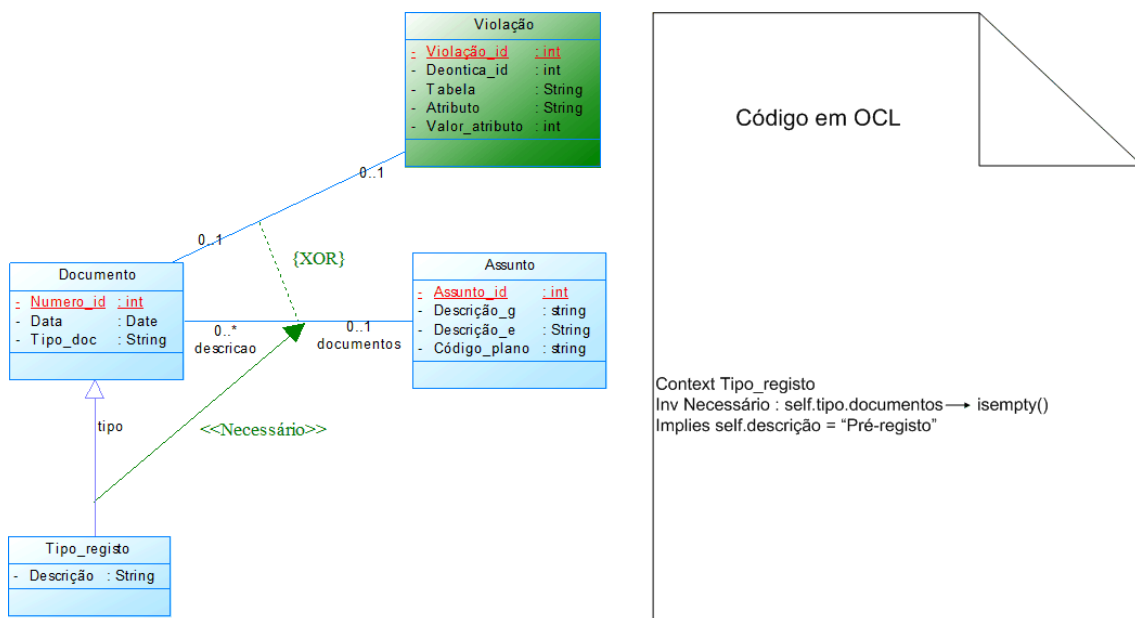 Violação
- Violação_id : int
- Deontica_id : int
- Tabela : String
- Atributo : String
- Valor_atributo : int
0..1
0..1
{XOR}
Documento
- Numero_id : int
- Data : Date
- Tipo_doc : String
Assunto
- Assunto_id : int
- Descrição_g : string
- Descrição_e : String
- Código_plano : string
0..*
descricao
0..1
documentos
tipo
<<Necessário>>
Tipo_registo
- Descrição : String
Código em OCL
Context Tipo_registo
Inv Necessário : self.tipo.documentos → isempty()
Implies self.descrição = “Pré-registo”